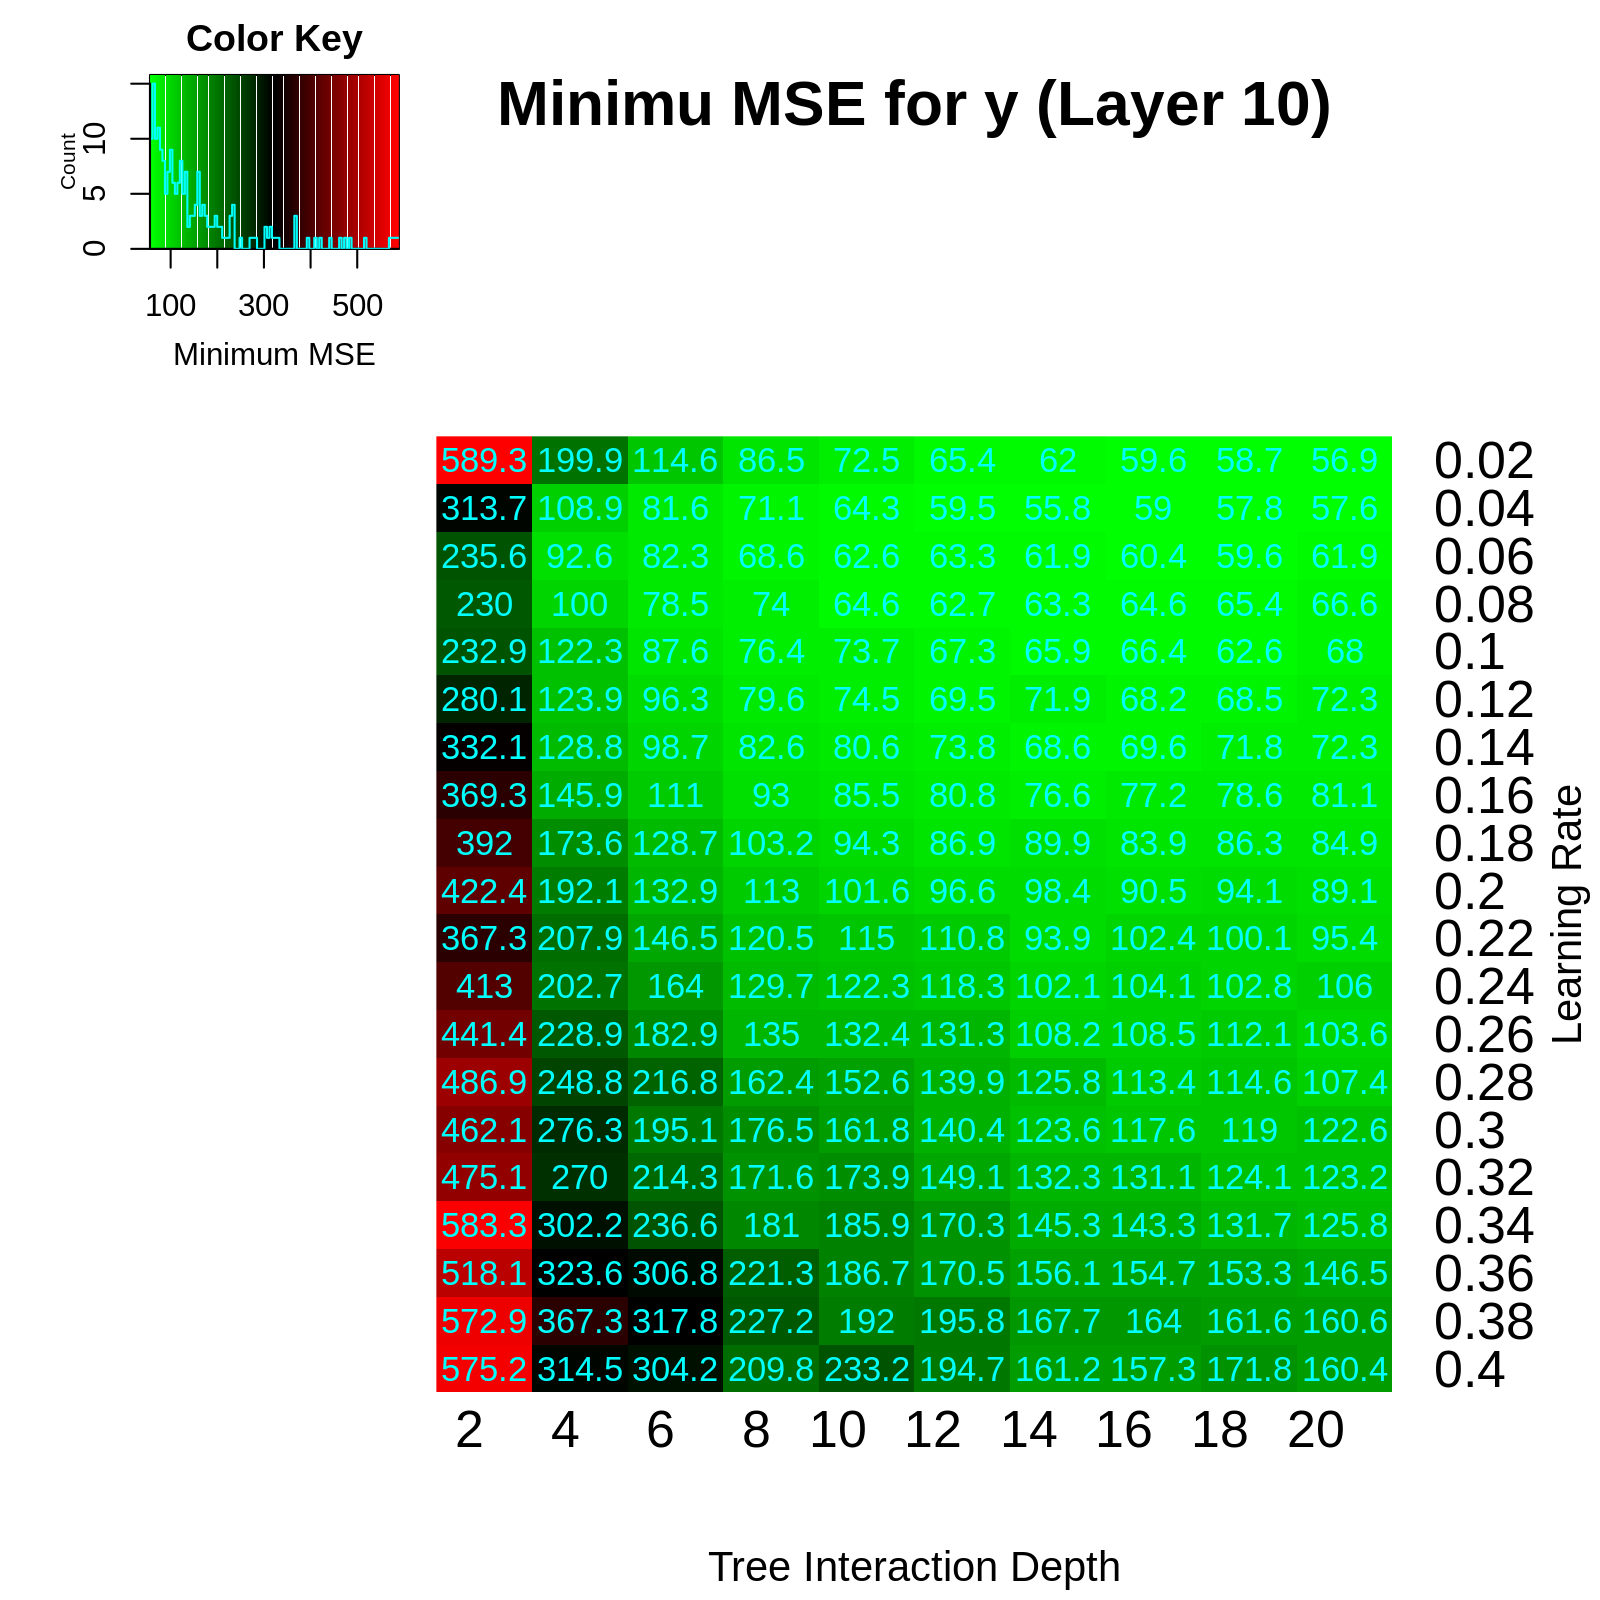 Color Key
Minimu MSE for y (Layer 10)
Count
0 5 10
100 300 500
Minimum MSE
589.3 199.9 114.6 86.5 72.5 65.4 62 59.6 58.7 56.9 0.02
313.7 108.9 81.6 71.1 64.3 59.5 55.8 59 57.8 57.6 0.04
235.6 92.6 82.3 68.6 62.6 63.3 61.9 60.4 59.6 61.9 0.06
230 100 78.5 74 64.6 62.7 63.3 64.6 65.4 66.6 0.08
232.9 122.3 87.6 76.4 73.7 67.3 65.9 66.4 62.6 68 0.1
280.1 123.9 96.3 79.6 74.5 69.5 71.9 68.2 68.5 72.3 0.12
332.1 128.8 98.7 82.6 80.6 73.8 68.6 69.6 71.8 72.3 0.14
369.3 145.9 111 93 85.5 80.8 76.6 77.2 78.6 81.1 0.16
392 173.6 128.7 103.2 94.3 86.9 89.9 83.9 86.3 84.9 0.18
422.4 192.1 132.9 113 101.6 96.6 98.4 90.5 94.1 89.1 0.2
367.3 207.9 146.5 120.5 115 110.8 93.9 102.4 100.1 95.4 0.22
413 202.7 164 129.7 122.3 118.3 102.1 104.1 102.8 106 0.24
441.4 228.9 182.9 135 132.4 131.3 108.2 108.5 112.1 103.6 0.26
486.9 248.8 216.8 162.4 152.6 139.9 125.8 113.4 114.6 107.4 0.28
462.1 276.3 195.1 176.5 161.8 140.4 123.6 117.6 119 122.6 0.3
475.1 270 214.3 171.6 173.9 149.1 132.3 131.1 124.1 123.2 0.32
583.3 302.2 236.6 181 185.9 170.3 145.3 143.3 131.7 125.8 0.34
518.1 323.6 306.8 221.3 186.7 170.5 156.1 154.7 153.3 146.5 0.36
572.9 367.3 317.8 227.2 192 195.8 167.7 164 161.6 160.6 0.38
575.2 314.5 304.2 209.8 233.2 194.7 161.2 157.3 171.8 160.4 0.4
Learning Rate
2 4 6 8 10 12 14 16 18 20
Tree Interaction Depth